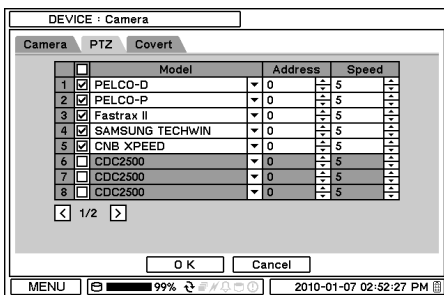 DEVICE : Camera
Camera PTZ Covert
Model Address Speed
1 PELCO-D 0 5
2 PELCO-P 0 5
3 Fastrax II 0 5
4 SAMSUNG TECHWIN 0 5
5 CNB XPEED 0 5
6 CDC2500 0 5
7 CDC2500 0 5
8 CDC2500 0 5
< 1/2 >
OK Cancel
MENU 99% 2010-01-07 02:52:27 PM